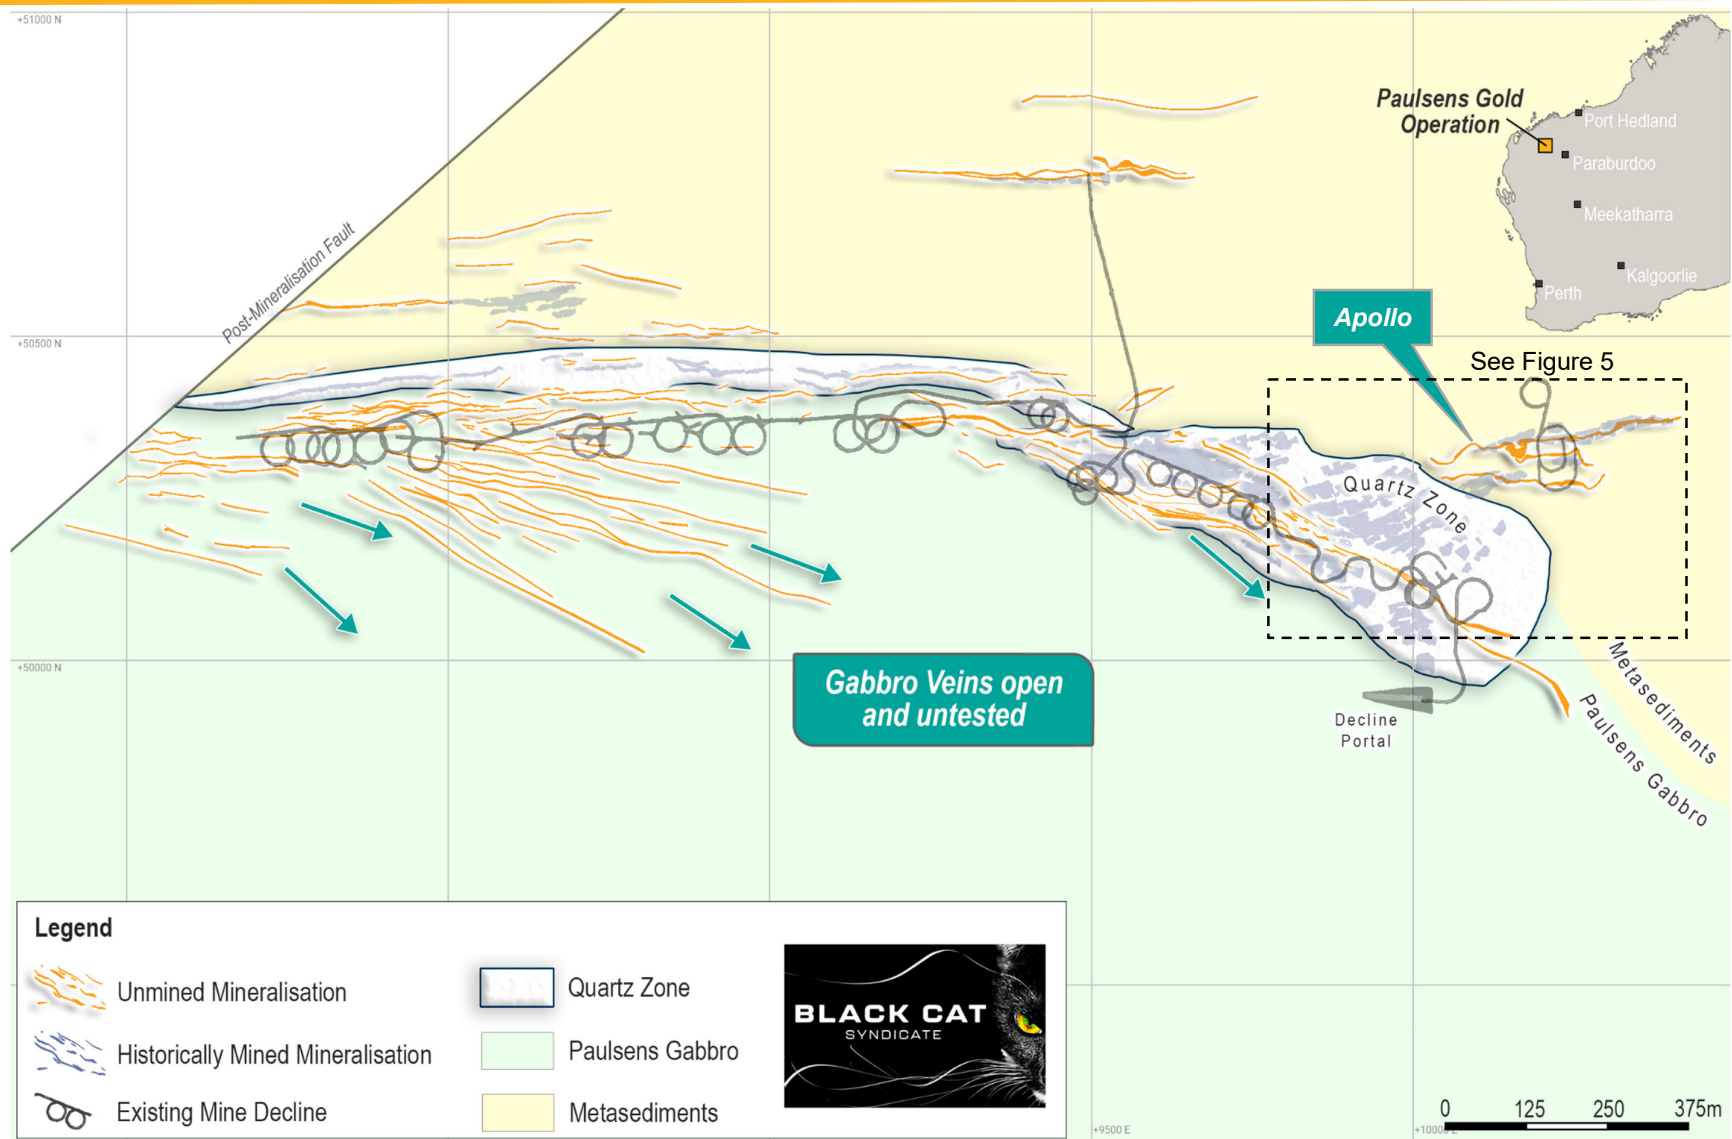 +51000 N
Paulsens Gold
Operation
Port Hedland
Paraburdoo
Meekatharra
Kalgoorlie
Perth
Post-Mineralisation Fault
+50500 N
Apollo
See Figure 5
Quartz Zone
+50000 N
Gabbro Veins open
and untested
Decline
Portal
Metasediments
Paulsens Gabbro
Legend
Unmined Mineralisation
Historically Mined Mineralisation
Existing Mine Decline
Quartz Zone
Paulsens Gabbro
Metasediments
BLACK CAT
SYNDICATE
+9500 E
+10000 E
0 125 250 375m